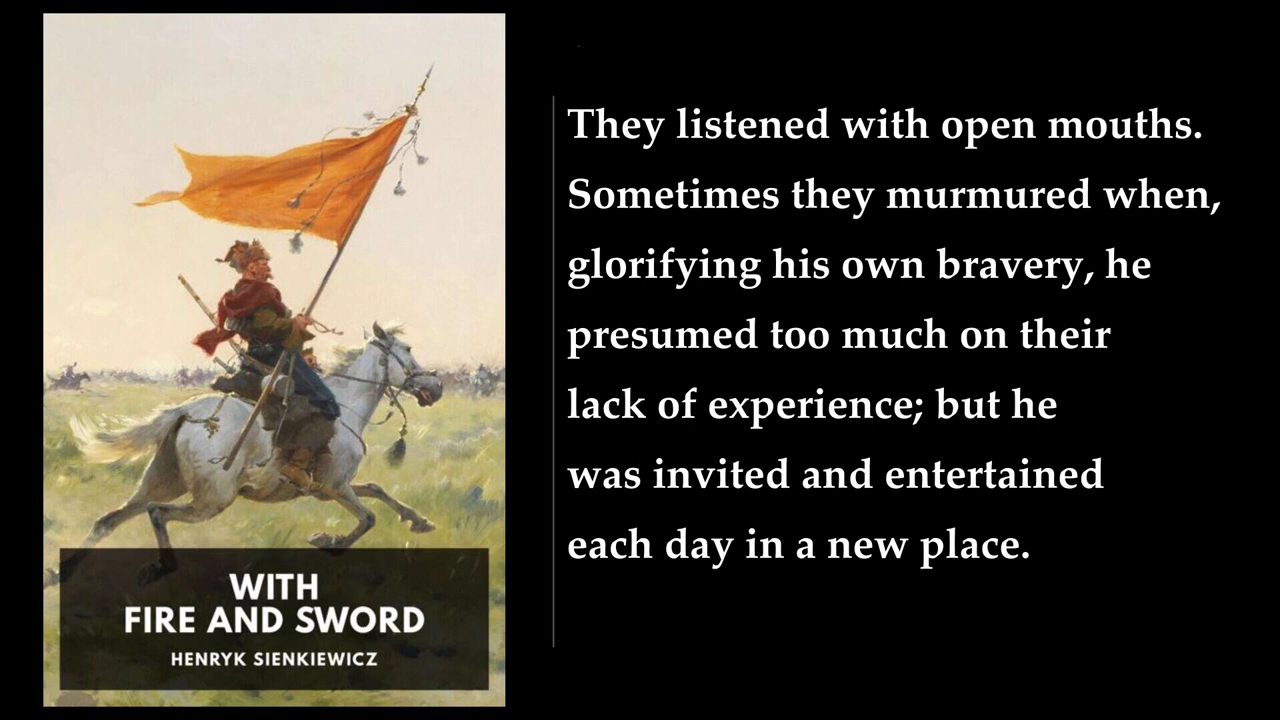 WITH
FIRE AND SWORD
HENRYK SIENKIEWICZ
They listened with open mouths.
Sometimes they murmured when,
glorifying his own bravery, he
presumed too much on their
lack of experience; but he
was invited and entertained
each day in a new place.